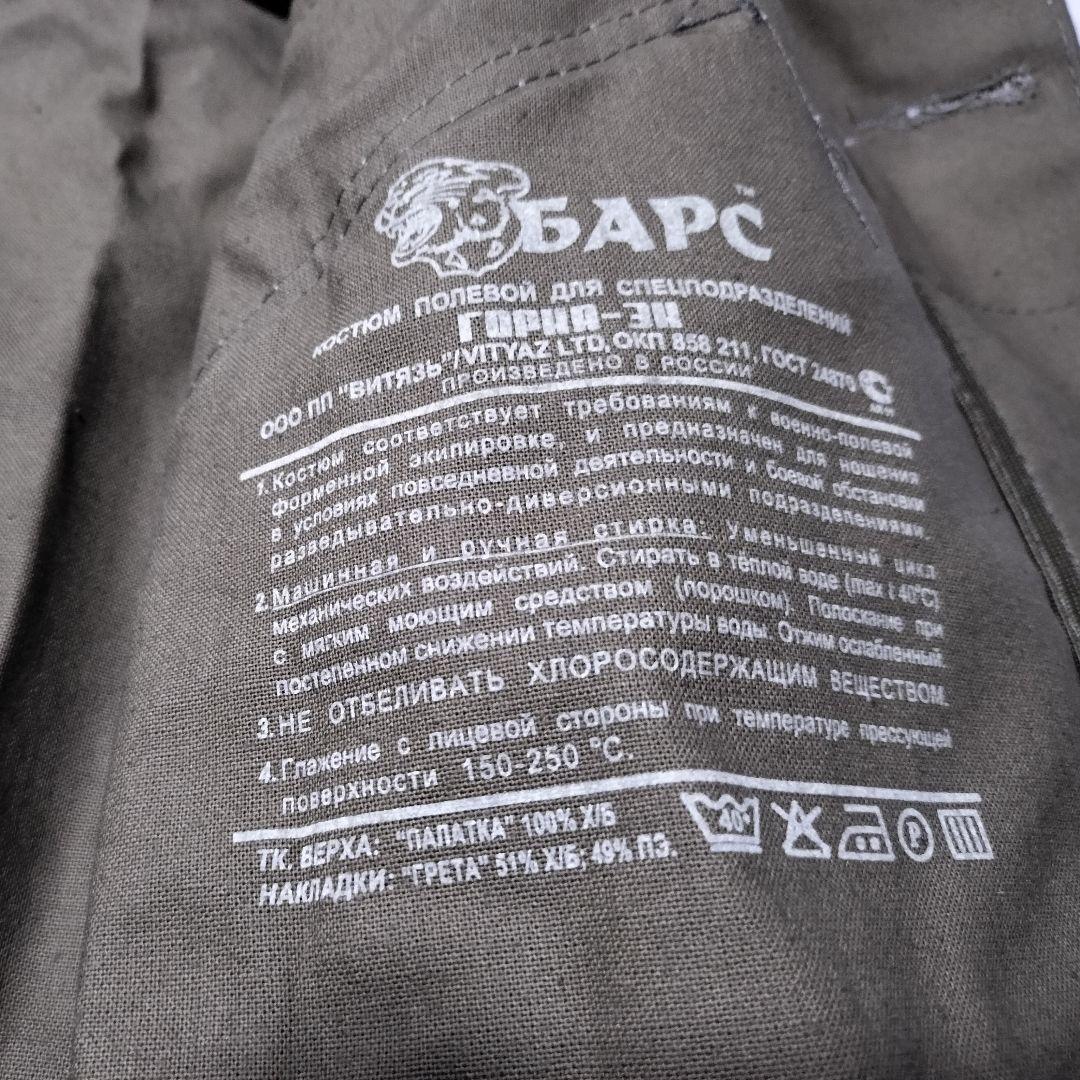 БАРС™
КОСТЮМ ПОЛЕВОЙ ДЛЯ СПЕЦПОДРАЗДЕЛЕНИЙ
ГОРКА-3К
ООО ПП "ВИТЯЗЬ"/VITYAZ LTD. ОКП 858 211, ГОСТ 24870
ПРОИЗВЕДЕНО В РОССИИ
1. Костюм соответствует требованиям к военно-полевой
форменной экипировке, и предназначен для ношения
в условиях повседневной деятельности и боевой обстановки
разведывательно-диверсионными подразделениями.
2. Машинная и ручная стирка: Уменьшенный цикл
механических воздействий. Стирать в тёплой воде (max t 40°C)
с мягким моющим средством (порошком). Полоскание при
постепенном снижении температуры воды. Отжим ослабленный.
3. НЕ ОТБЕЛИВАТЬ ХЛОРОСОДЕРЖАЩИМ ВЕЩЕСТВОМ.
4. Глажение с лицевой стороны при температуре прессующей
поверхности 150-250 °C.
ТК. ВЕРХА: "ПАЛАТКА" 100% Х/Б
НАКЛАДКИ: "ГРЕТА" 51% Х/Б; 49% ПЭ.
40°
P